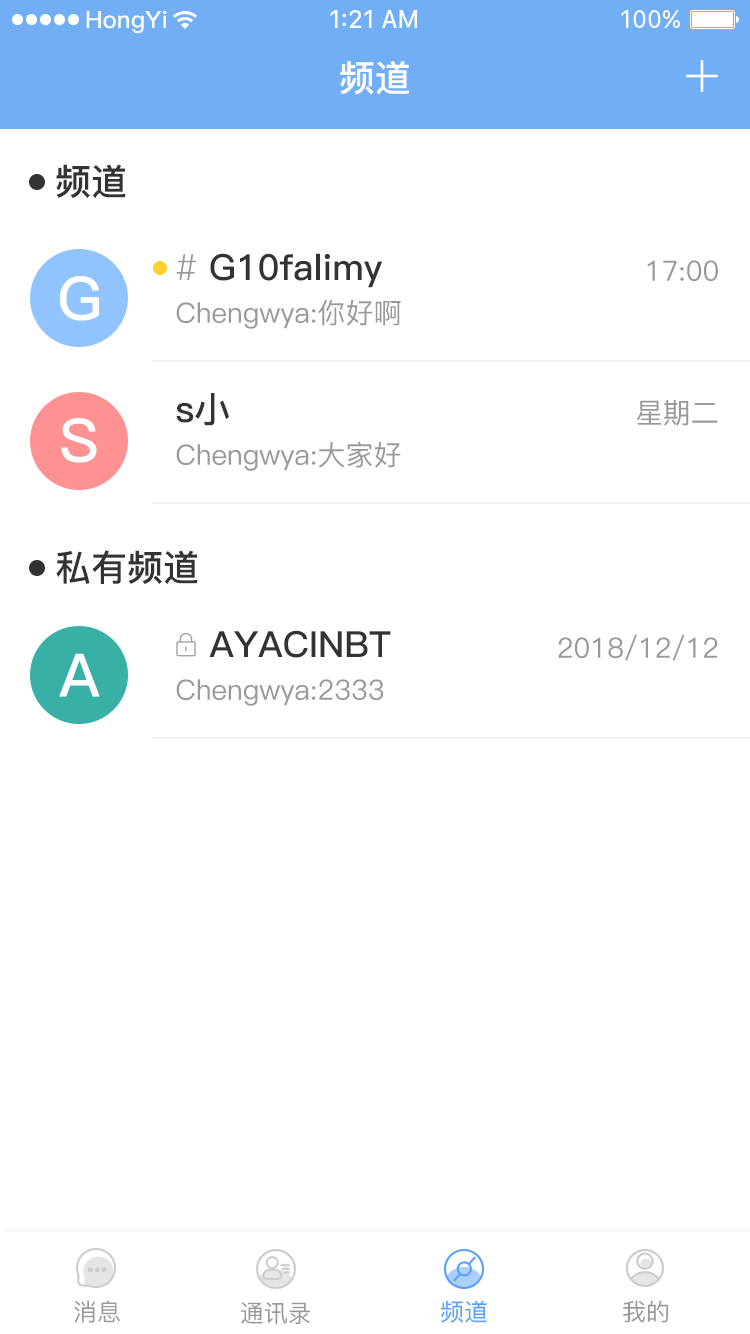 HongYi 1:21 AM 100%
频道
频道
G
# G10falimy 17:00
Chengwya:你好啊
S
s小 星期二
Chengwya:大家好
私有频道
A
AYACINBT 2018/12/12
Chengwya:2333
消息 通讯录 频道 我的